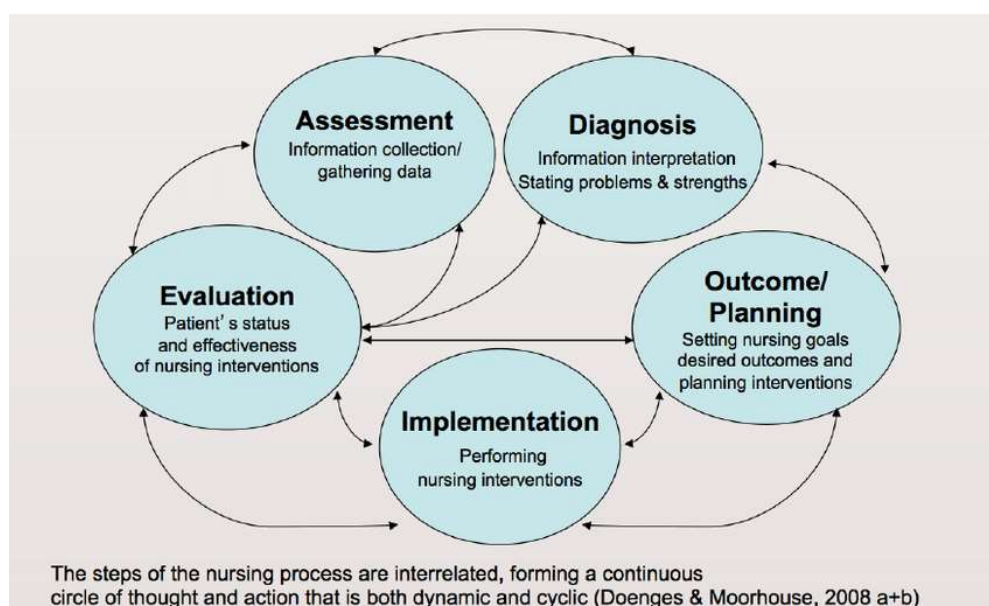 Assessment
Information collection/
gathering data
Diagnosis
Information interpretation
Stating problems & strengths
Evaluation
Patient's status
and effectiveness
of nursing interventions
Outcome/
Planning
Setting nursing goals
desired outcomes and
planning interventions
Implementation
Performing
nursing interventions
The steps of the nursing process are interrelated, forming a continuous
circle of thought and action that is both dynamic and cyclic (Doenges & Moorhouse, 2008 a+b)